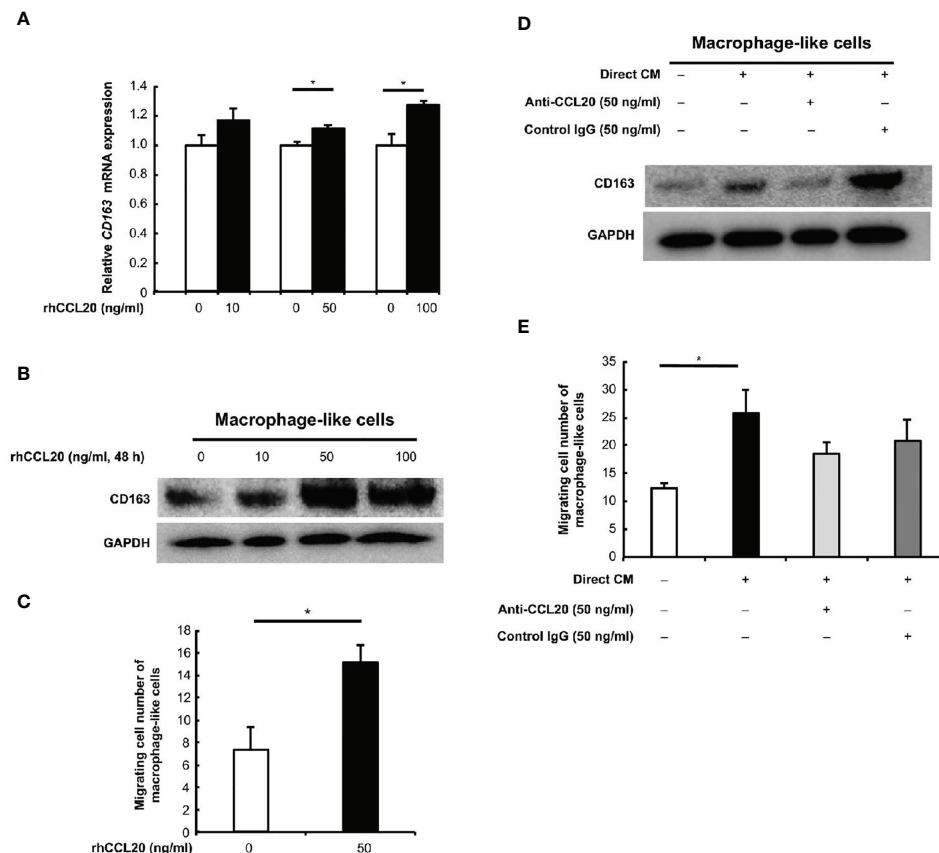 A
Relative CD163 mRNA expression
1.4
1.2
1.0
0.8
0.6
0.4
0.2
0
*
*
rhCCL20 (ng/ml)
0 10 0 50 0 100
B
Macrophage-like cells
rhCCL20 (ng/ml, 48 h)
0 10 50 100
CD163
GAPDH
C
Migrating cell number of
macrophage-like cells
18
16
14
12
10
8
6
4
2
0
*
rhCCL20 (ng/ml)
0 50
D
Macrophage-like cells
Direct CM – + + +
Anti-CCL20 (50 ng/ml) – – + –
Control IgG (50 ng/ml) – – – +
CD163
GAPDH
E
Migrating cell number of
macrophage-like cells
35
30
25
20
15
10
5
0
*
Direct CM – + + +
Anti-CCL20 (50 ng/ml) – – + –
Control IgG (50 ng/ml) – – – +